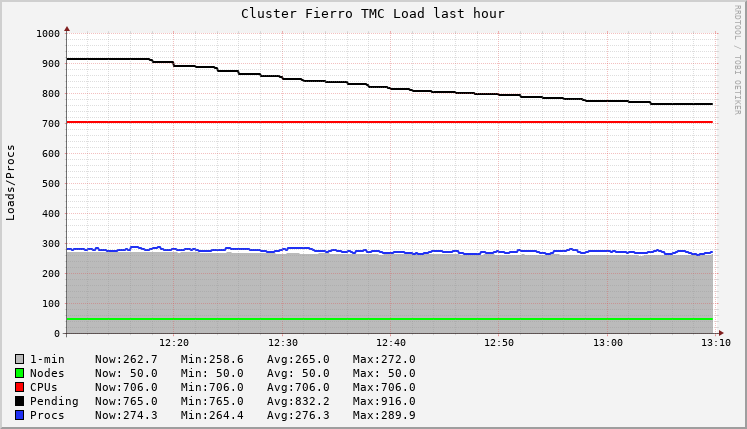 Cluster Fierro TMC Load last hour
RRDTOOL / TOBI OETIKER
Loads/Procs
1000
900
800
700
600
500
400
300
200
100
0
12:20 12:30 12:40 12:50 13:00 13:10
1-min Now:262.7 Min:258.6 Avg:265.0 Max:272.0
Nodes Now: 50.0 Min: 50.0 Avg: 50.0 Max: 50.0
CPUs Now:706.0 Min:706.0 Avg:706.0 Max:706.0
Pending Now:765.0 Min:765.0 Avg:832.2 Max:916.0
Procs Now:274.3 Min:264.4 Avg:276.3 Max:289.9